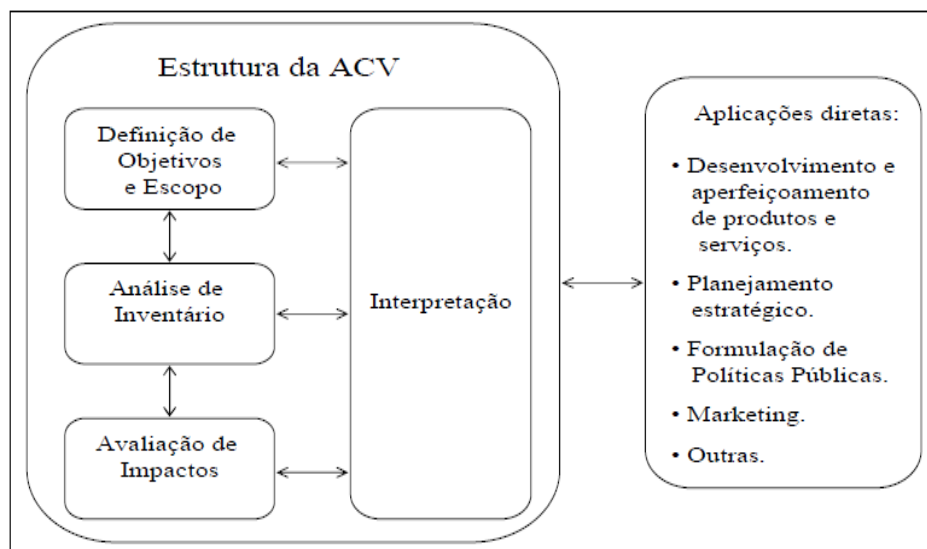 Estrutura da ACV
Definição de
Objetivos
e Escopo
Análise de
Inventário
Avaliação de
Impactos
Interpretação
Aplicações diretas:
• Desenvolvimento e
aperfeiçoamento
de produtos e
serviços.
• Planejamento
estratégico.
• Formulação de
Políticas Públicas.
• Marketing.
• Outras.